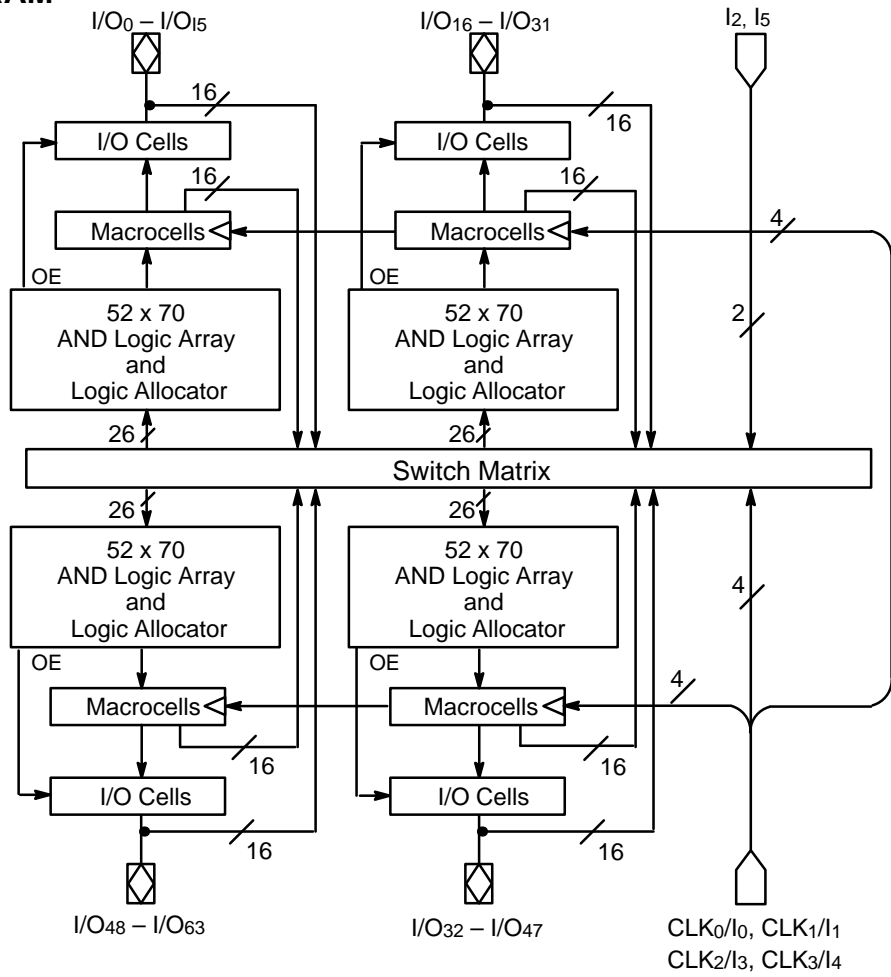 I/O0 – I/OI5
I/O16 – I/O31
I2, I5
16
16
I/O Cells
I/O Cells
16
16
Macrocells
Macrocells
4
OE
OE
52 x 70
AND Logic Array
and
Logic Allocator
52 x 70
AND Logic Array
and
Logic Allocator
2
26
26
Switch Matrix
26
26
52 x 70
AND Logic Array
and
Logic Allocator
52 x 70
AND Logic Array
and
Logic Allocator
4
OE
OE
4
Macrocells
Macrocells
16
16
I/O Cells
I/O Cells
16
16
I/O48 – I/O63
I/O32 – I/O47
CLK0/I0, CLK1/I1
CLK2/I3, CLK3/I4